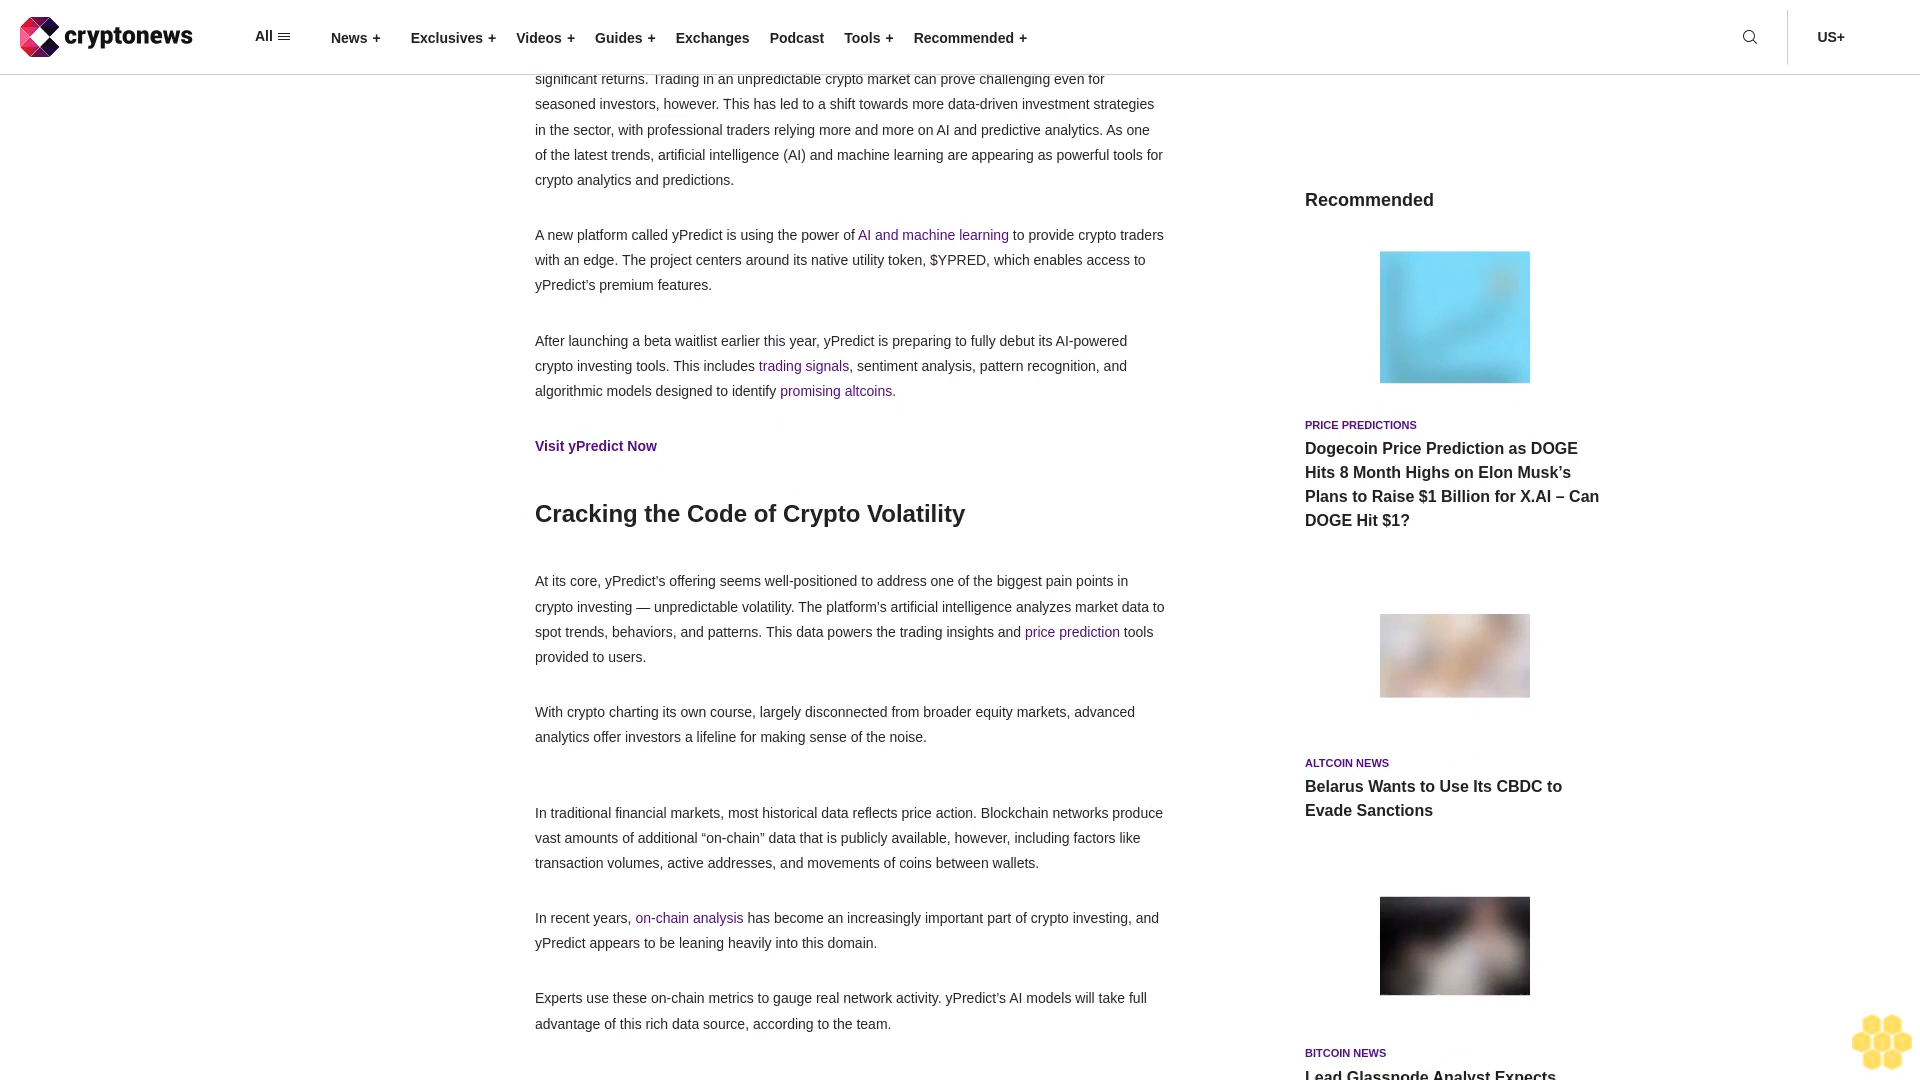 cryptonews
All
News +
Exclusives +
Videos +
Guides +
Exchanges
Podcast
Tools +
Recommended +
US+
significant returns. Trading in an unpredictable crypto market can prove challenging even for
seasoned investors, however. This has led to a shift towards more data-driven investment strategies
in the sector, with professional traders relying more and more on AI and predictive analytics. As one
of the latest trends, artificial intelligence (AI) and machine learning are appearing as powerful tools for
crypto analytics and predictions.
A new platform called yPredict is using the power of AI and machine learning to provide crypto traders
with an edge. The project centers around its native utility token, $YPRED, which enables access to
yPredict’s premium features.
After launching a beta waitlist earlier this year, yPredict is preparing to fully debut its AI-powered
crypto investing tools. This includes trading signals, sentiment analysis, pattern recognition, and
algorithmic models designed to identify promising altcoins.
Visit yPredict Now
Cracking the Code of Crypto Volatility
At its core, yPredict’s offering seems well-positioned to address one of the biggest pain points in
crypto investing — unpredictable volatility. The platform’s artificial intelligence analyzes market data to
spot trends, behaviors, and patterns. This data powers the trading insights and price prediction tools
provided to users.
With crypto charting its own course, largely disconnected from broader equity markets, advanced
analytics offer investors a lifeline for making sense of the noise.
In traditional financial markets, most historical data reflects price action. Blockchain networks produce
vast amounts of additional “on-chain” data that is publicly available, however, including factors like
transaction volumes, active addresses, and movements of coins between wallets.
In recent years, on-chain analysis has become an increasingly important part of crypto investing, and
yPredict appears to be leaning heavily into this domain.
Experts use these on-chain metrics to gauge real network activity. yPredict’s AI models will take full
advantage of this rich data source, according to the team.
Recommended
PRICE PREDICTIONS
Dogecoin Price Prediction as DOGE
Hits 8 Month Highs on Elon Musk’s
Plans to Raise $1 Billion for X.AI – Can
DOGE Hit $1?
ALTCOIN NEWS
Belarus Wants to Use Its CBDC to
Evade Sanctions
BITCOIN NEWS
Lead Glassnode Analyst Expects